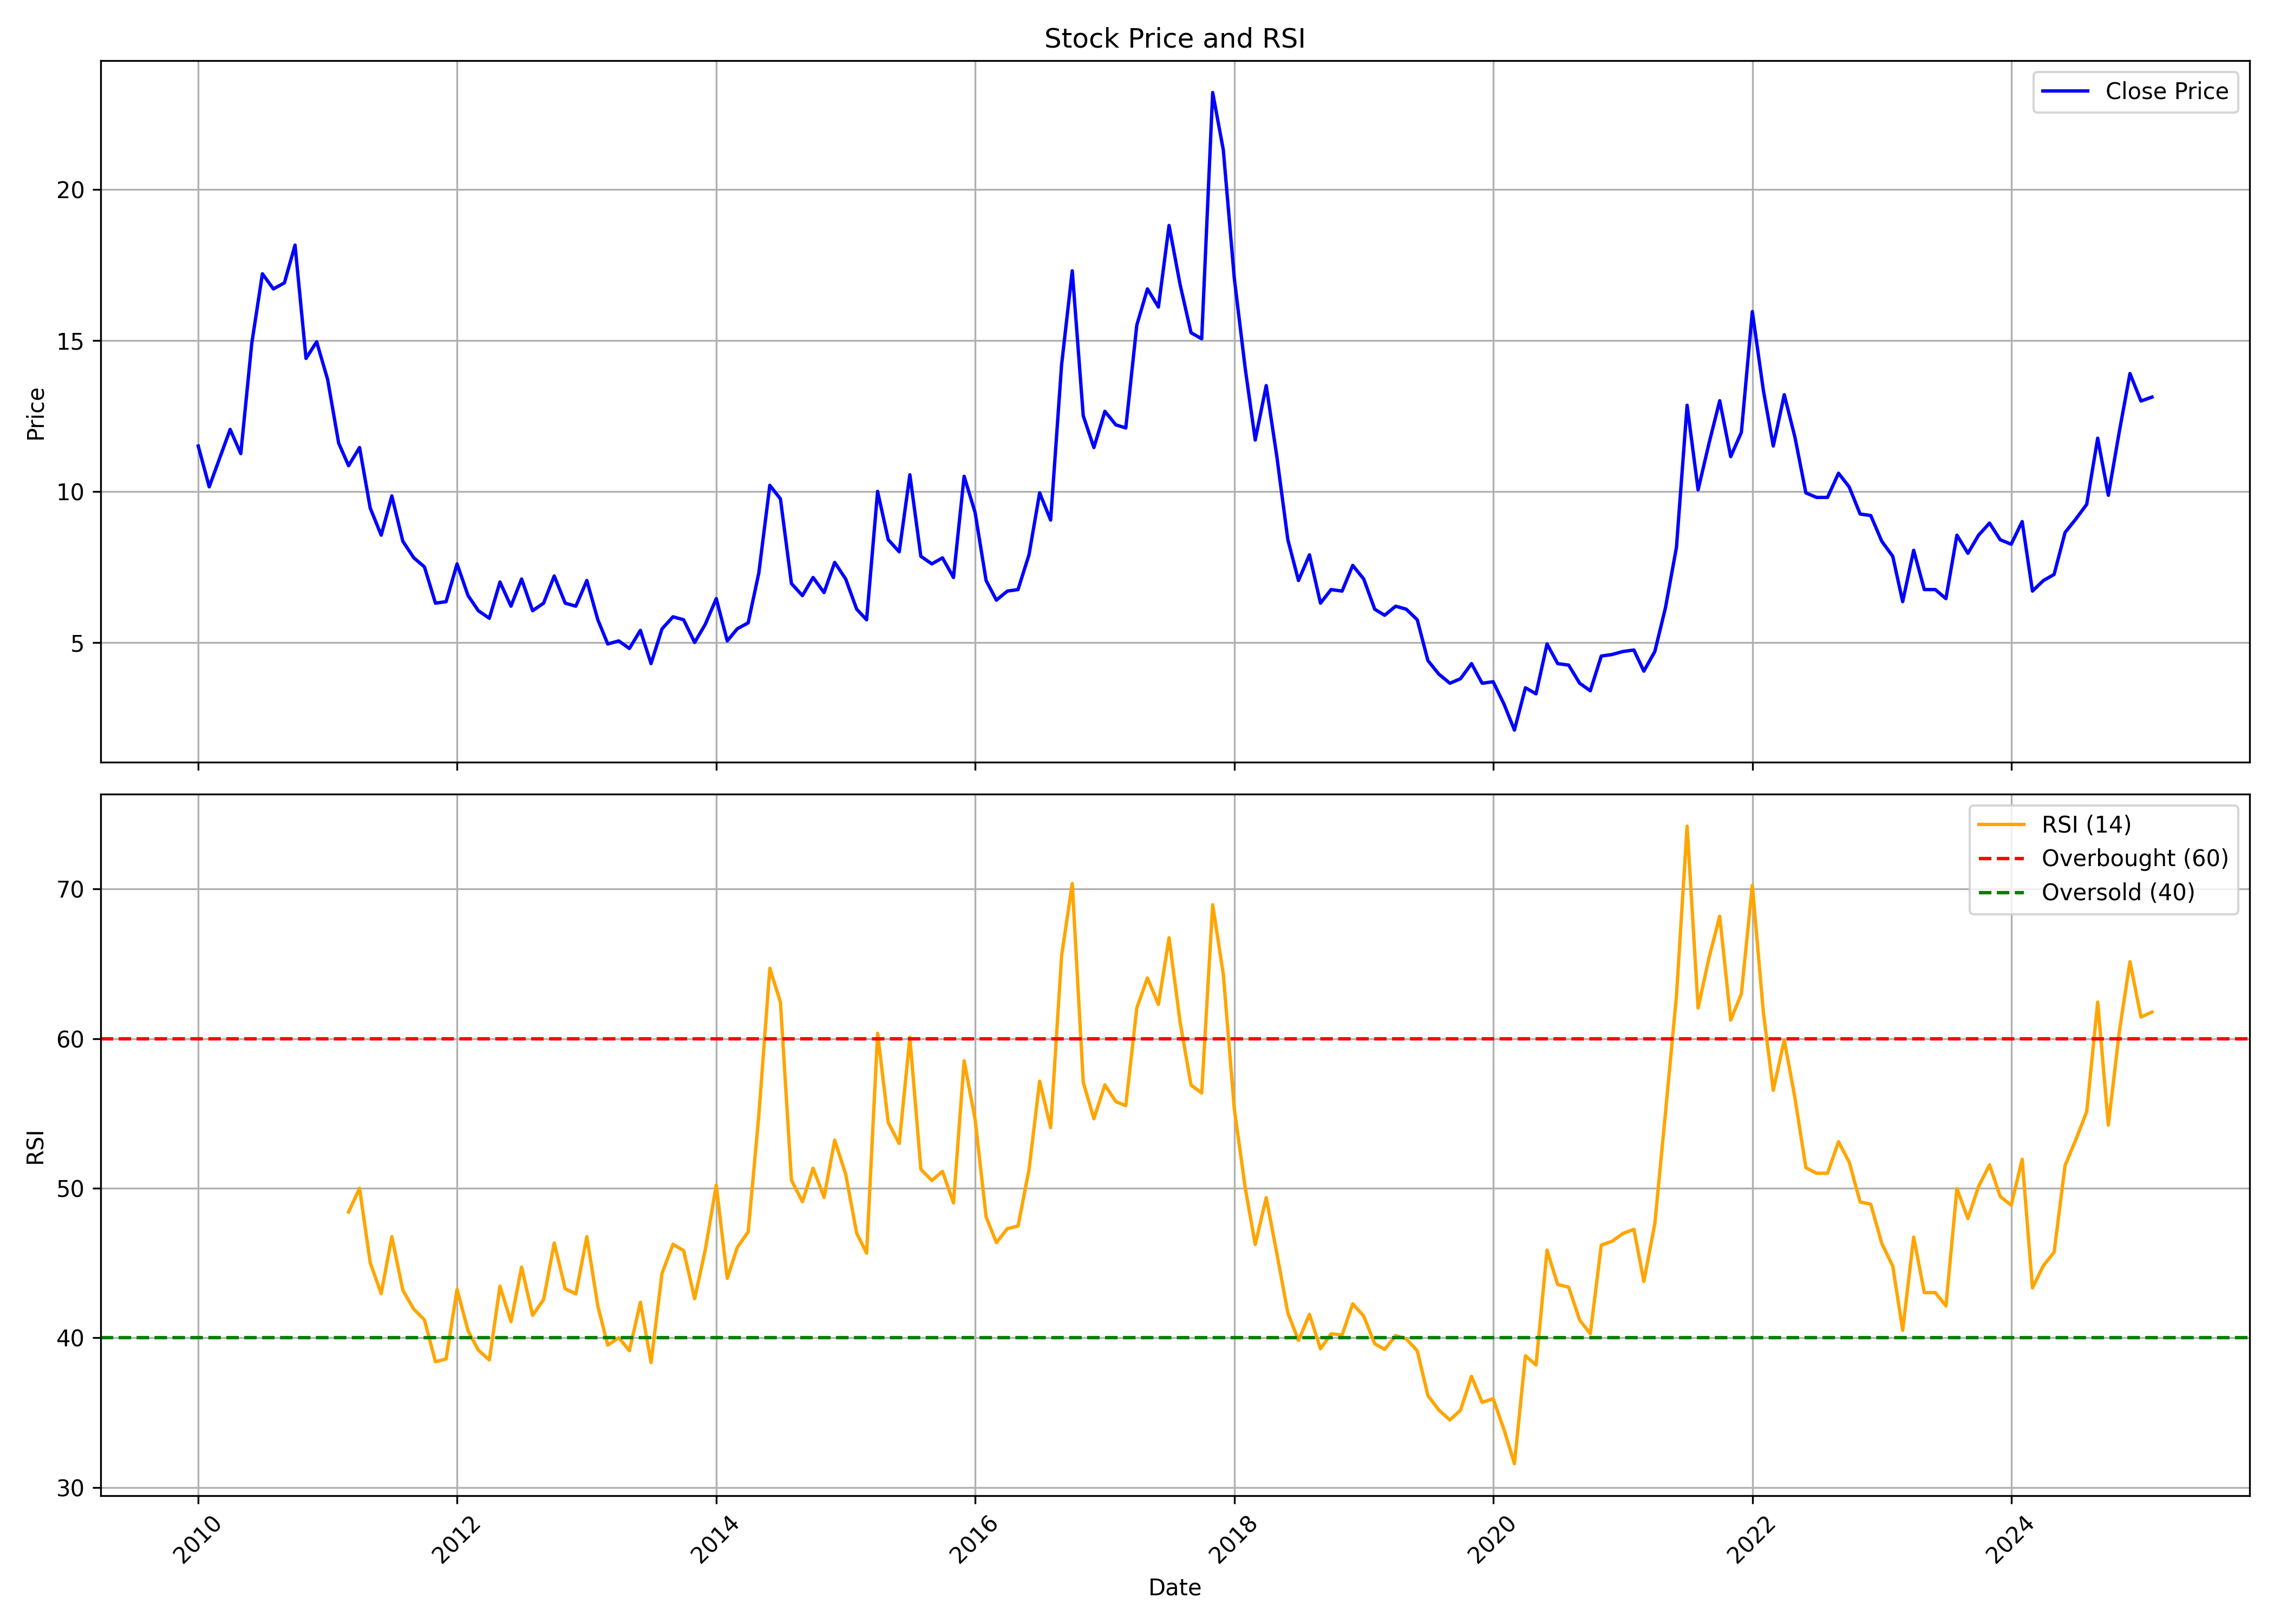 Stock Price and RSI
Close Price
Price
20
15
10
5
RSI (14)
Overbought (60)
Oversold (40)
RSI
70
60
50
40
30
2010
2012
2014
2016
2018
2020
2022
2024
Date